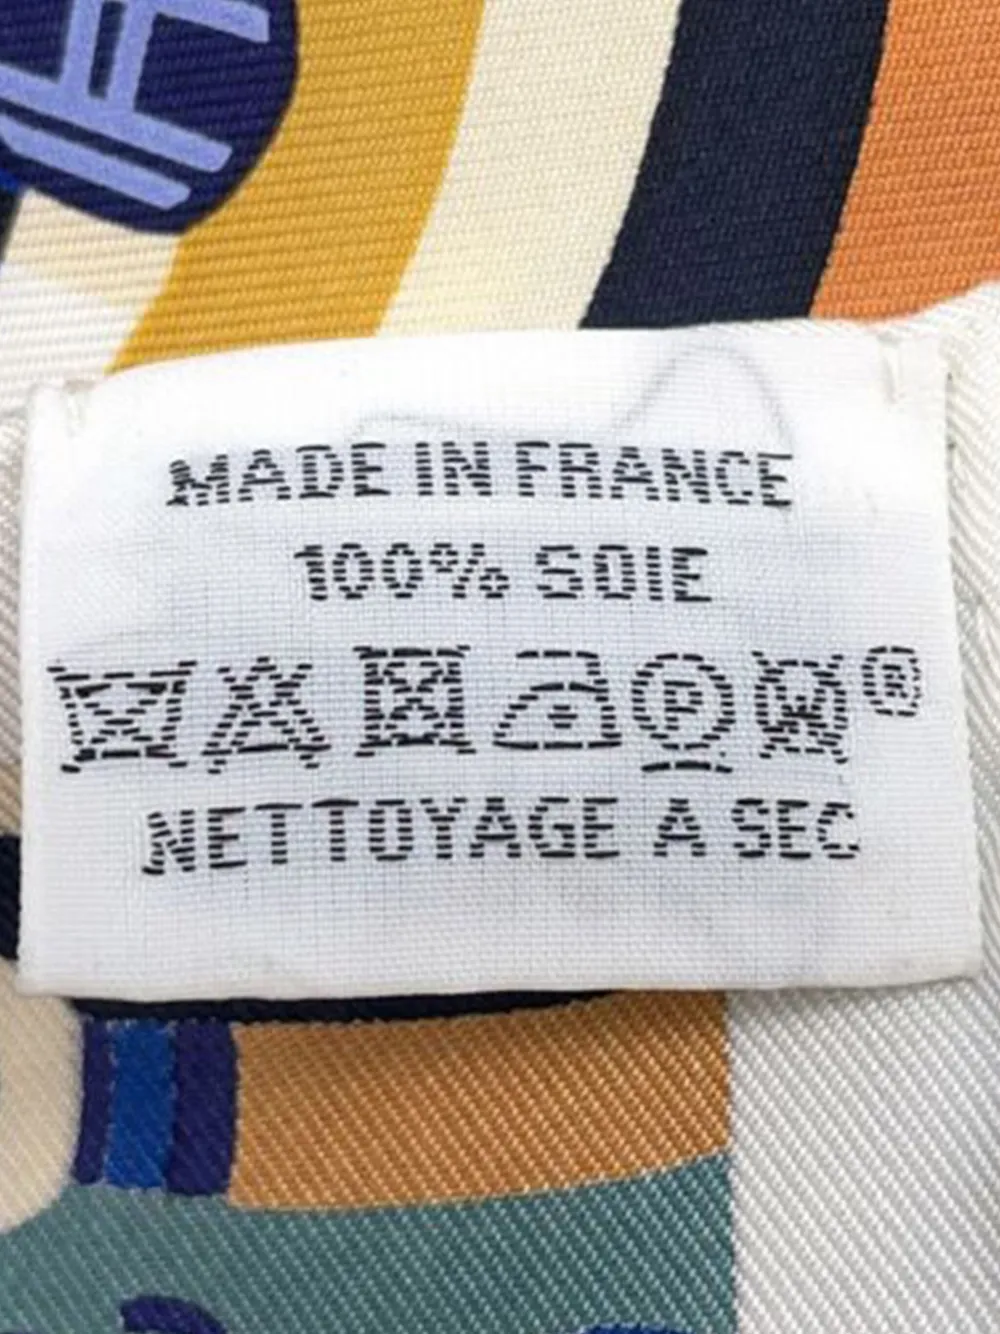 MADE IN FRANCE
100% SOIE
P W ®
NETTOYAGE A SEC